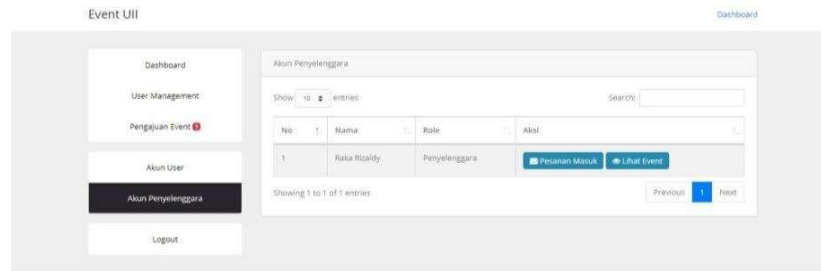 Event UII
Dashboard
Dashboard
User Management
Pengajuan Event
Akun User
Akun Penyelenggara
Logout
Akun Penyelenggara
Show 10 entries
Search:
No Nama Role Aksi
1 Raka Rizaldy Penyelenggara Pesanan Masuk Lihat Event
Showing 1 to 1 of 1 entries
Previous 1 Next